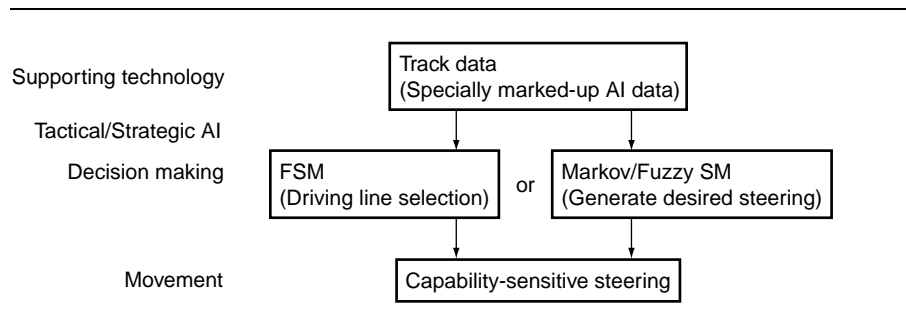 Supporting technology
Track data
(Specially marked-up AI data)
Tactical/Strategic AI
Decision making
FSM
(Driving line selection)
or
Markov/Fuzzy SM
(Generate desired steering)
Movement
Capability-sensitive steering